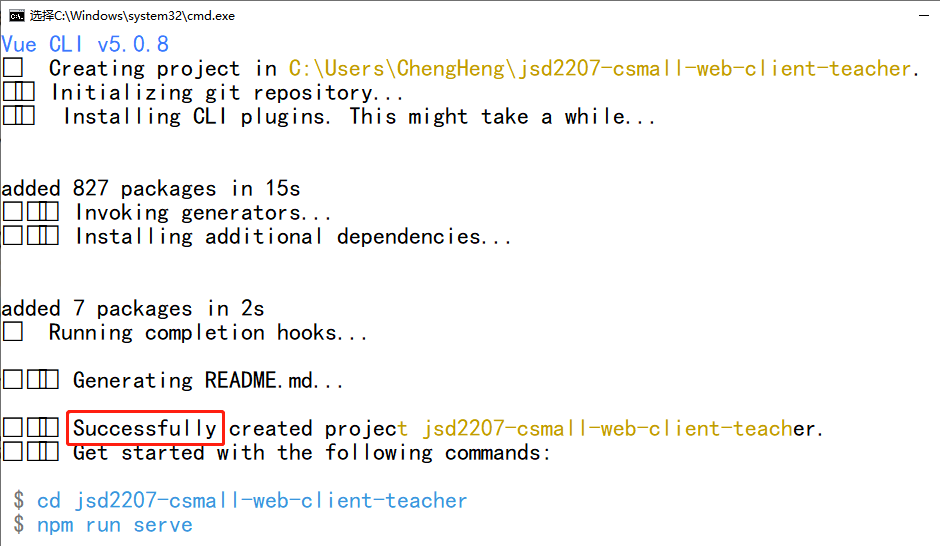 选择C:\Windows\system32\cmd.exe
Vue CLI v5.0.8
Creating project in C:\Users\ChengHeng\jsd2207-csmall-web-client-teacher.
Initializing git repository...
Installing CLI plugins. This might take a while...
added 827 packages in 15s
Invoking generators...
Installing additional dependencies...
added 7 packages in 2s
Running completion hooks...
Generating README.md...
Successfully created project jsd2207-csmall-web-client-teacher.
Get started with the following commands:
$ cd jsd2207-csmall-web-client-teacher
$ npm run serve